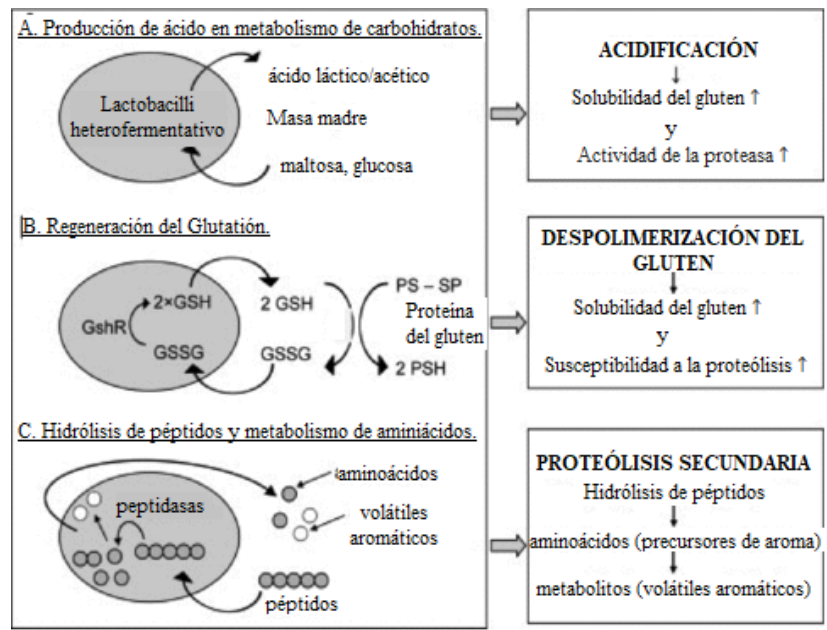 A. Producción de ácido en metabolismo de carbohidratos.
Lactobacilli
heterofermentativo
ácido láctico/acético
Masa madre
maltosa, glucosa
ACIDIFICACIÓN
↓
Solubilidad del gluten ↑
y
Actividad de la proteasa ↑
B. Regeneración del Glutatión.
GshR
2×GSH
GSSG
2 GSH
GSSG
PS – SP
Proteína
del gluten
2 PSH
DESPOLIMERIZACIÓN DEL
GLUTEN
Solubilidad del gluten ↑
y
Susceptibilidad a la proteólisis ↑
C. Hidrólisis de péptidos y metabolismo de aminiácidos.
peptidasas
aminoácidos
volátiles
aromáticos
péptidos
PROTEÓLISIS SECUNDARIA
Hidrólisis de péptidos
aminoácidos (precursores de aroma)
metabolitos (volátiles aromáticos)